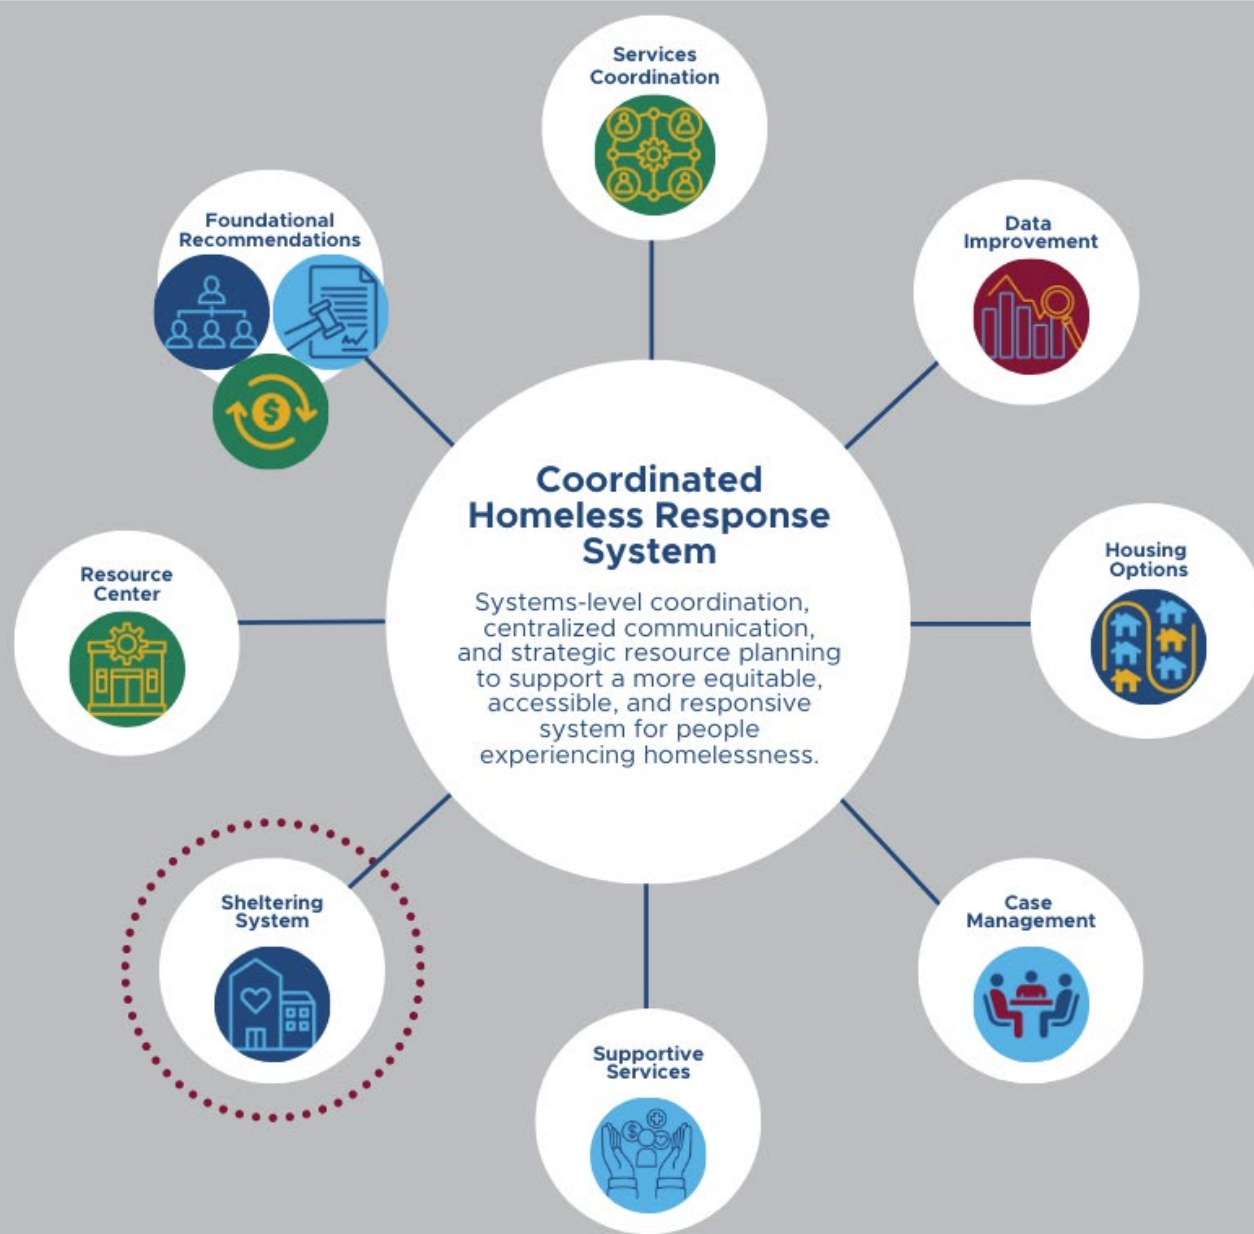 Services
Coordination
Foundational
Recommendations
Data
Improvement
Coordinated
Homeless Response
System
Systems-level coordination,
centralized communication,
and strategic resource planning
to support a more equitable,
accessible, and responsive
system for people
experiencing homelessness.
Resource
Center
Housing
Options
Sheltering
System
Case
Management
Supportive
Services